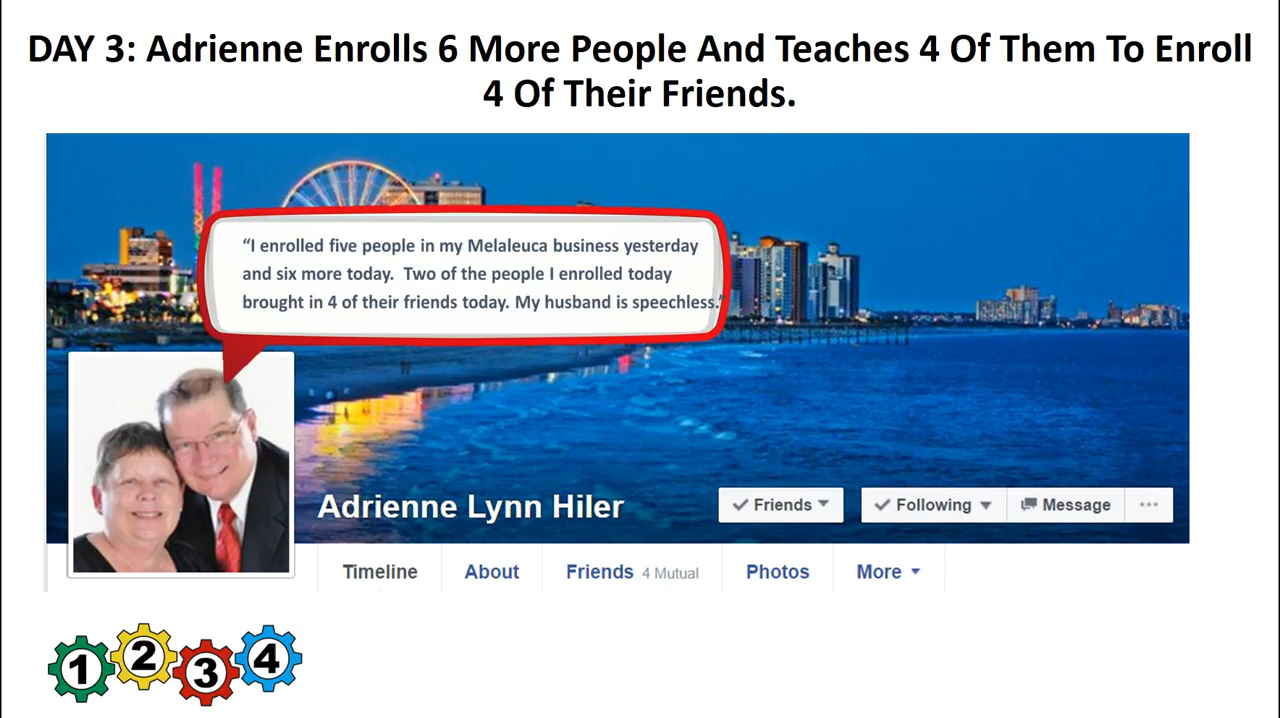 DAY 3: Adrienne Enrolls 6 More People And Teaches 4 Of Them To Enroll
4 Of Their Friends.
“I enrolled five people in my Melaleuca business yesterday
and six more today.  Two of the people I enrolled today
brought in 4 of their friends today. My husband is speechless.”
Adrienne Lynn Hiler
Friends
Following
Message
Timeline
About
Friends 4 Mutual
Photos
More
1 2 3 4